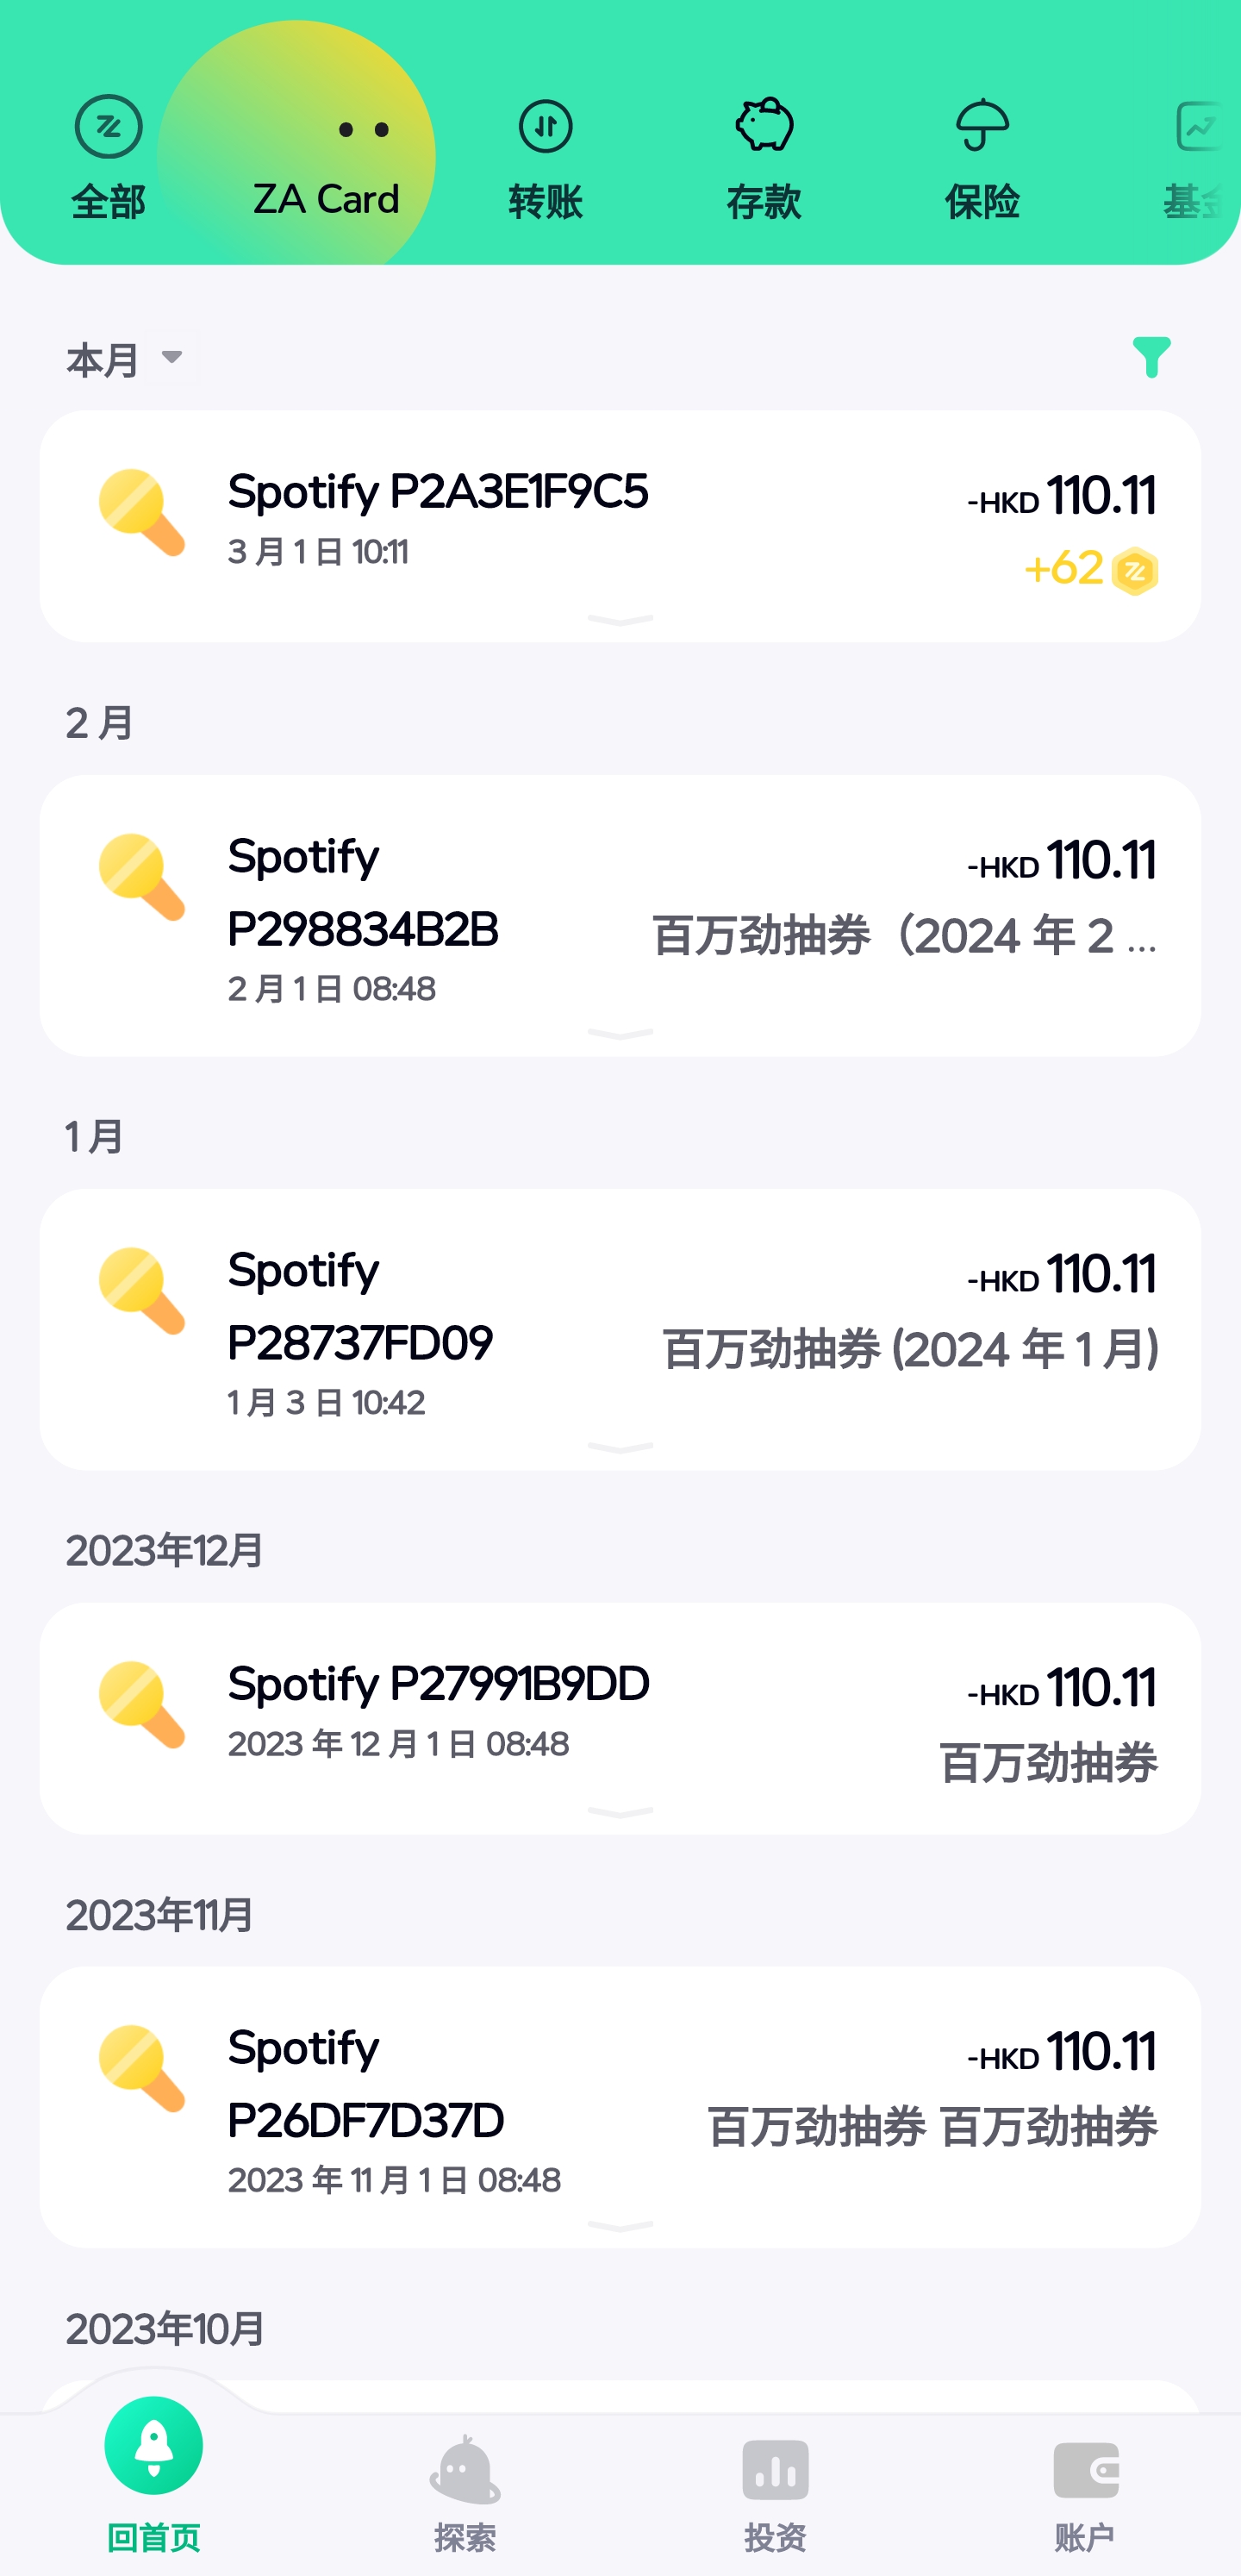 全部
ZA Card
转账
存款
保险
基金
本月
Spotify P2A3E1F9C5
-HKD 110.11
3 月 1 日 10:11
+62
2 月
Spotify
P298834B2B
-HKD 110.11
百万劲抽券（2024 年 2 ...
2 月 1 日 08:48
1 月
Spotify
P28737FD09
-HKD 110.11
百万劲抽券 (2024 年 1 月)
1 月 3 日 10:42
2023年12月
Spotify P27991B9DD
-HKD 110.11
2023 年 12 月 1 日 08:48
百万劲抽券
2023年11月
Spotify
P26DF7D37D
-HKD 110.11
百万劲抽券 百万劲抽券
2023 年 11 月 1 日 08:48
2023年10月
回首页
探索
投资
账户